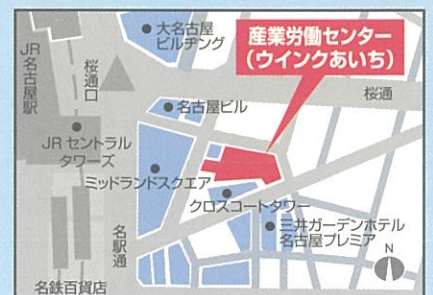 大名古屋
ビルヂング
産業労働センター
(ウインクあいち)
JR名古屋駅
桜通口
桜通
名古屋ビル
JR セントラル
タワーズ
ミッドランドスクエア
クロスコートタワー
三井ガーデンホテル
名古屋プレミア
名駅通
名鉄百貨店
N